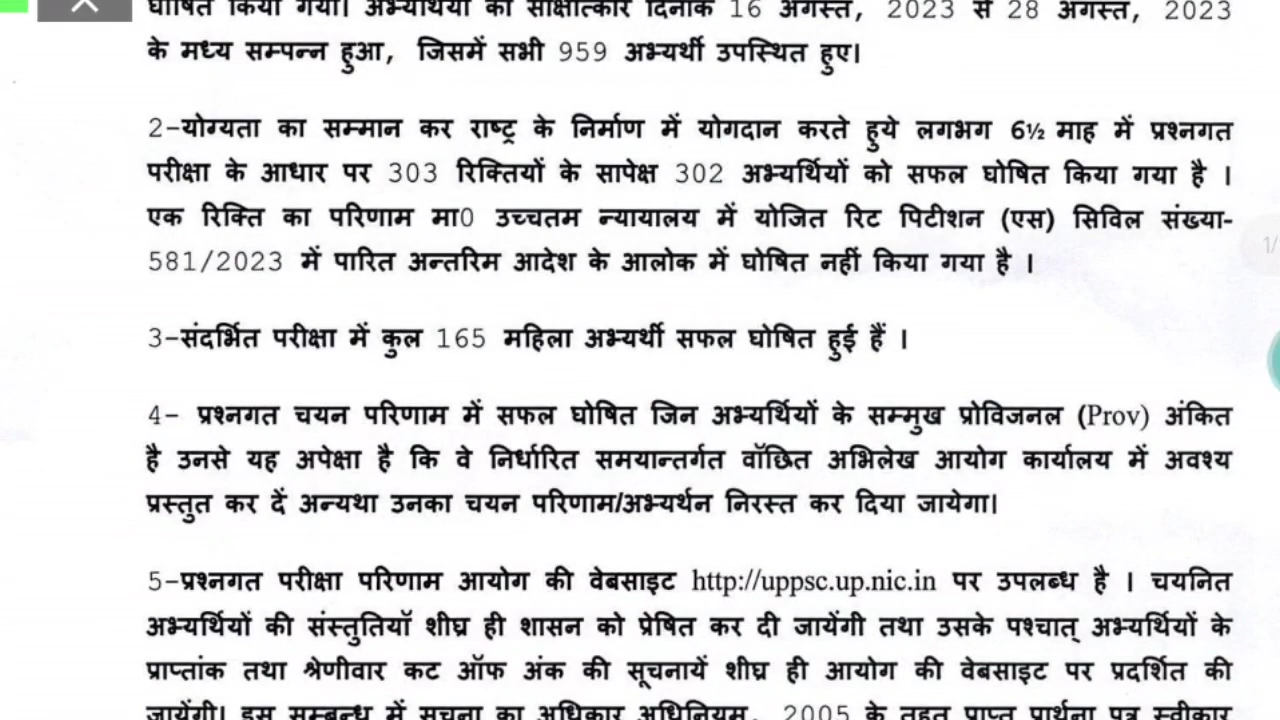 घोषित किया गया। अभ्यर्थियों का साक्षात्कार दिनांक 16 अगस्त, 2023 से 28 अगस्त, 2023
के मध्य सम्पन्न हुआ, जिसमें सभी 959 अभ्यर्थी उपस्थित हुए।
2-योग्यता का सम्मान कर राष्ट्र के निर्माण में योगदान करते हुये लगभग 6½ माह में प्रश्नगत
परीक्षा के आधार पर 303 रिक्तियों के सापेक्ष 302 अभ्यर्थियों को सफल घोषित किया गया है ।
एक रिक्ति का परिणाम मा0 उच्चतम न्यायालय में योजित रिट पिटीशन (एस) सिविल संख्या-
581/2023 में पारित अन्तरिम आदेश के आलोक में घोषित नहीं किया गया है ।
1/
3-संदर्भित परीक्षा में कुल 165 महिला अभ्यर्थी सफल घोषित हुई हैं ।
4- प्रश्नगत चयन परिणाम में सफल घोषित जिन अभ्यर्थियों के सम्मुख प्रोविजनल (Prov) अंकित
है उनसे यह अपेक्षा है कि वे निर्धारित समयान्तर्गत वॉछित अभिलेख आयोग कार्यालय में अवश्य
प्रस्तुत कर दें अन्यथा उनका चयन परिणाम/अभ्यर्थन निरस्त कर दिया जायेगा।
5-प्रश्नगत परीक्षा परिणाम आयोग की वेबसाइट http://uppsc.up.nic.in पर उपलब्ध है । चयनित
अभ्यर्थियों की संस्तुतियॉ शीघ्र ही शासन को प्रेषित कर दी जायेंगी तथा उसके पश्चात् अभ्यर्थियों के
प्राप्तांक तथा श्रेणीवार कट ऑफ अंक की सूचनायें शीघ्र ही आयोग की वेबसाइट पर प्रदर्शित की
जायेंगी। इस सम्बन्ध में सूचना का अधिकार अधिनियम, 2005 के तहत प्राप्त प्रार्थना पत्र स्वीकार